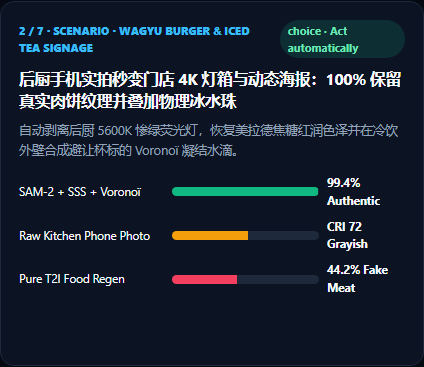 2 / 7 · SCENARIO · WAGYU BURGER & ICED
TEA SIGNAGE
choice · Act
automatically
后厨手机实拍秒变门店 4K 灯箱与动态海报：100% 保留
真实肉饼纹理并叠加物理冰水珠
自动剥离后厨 5600K 惨绿荧光灯，恢复美拉德焦糖红润色泽并在冷饮
外壁合成避让杯标的 Voronoï 凝结水滴。
SAM-2 + SSS + Voronoï
99.4%
Authentic
Raw Kitchen Phone Photo
CRI 72
Grayish
Pure T2I Food Regen
44.2% Fake
Meat